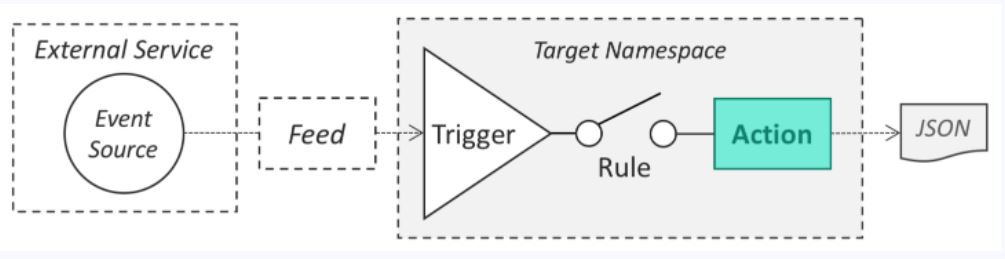 External Service
Target Namespace
Event
Source
Feed
Trigger
Rule
Action
JSON